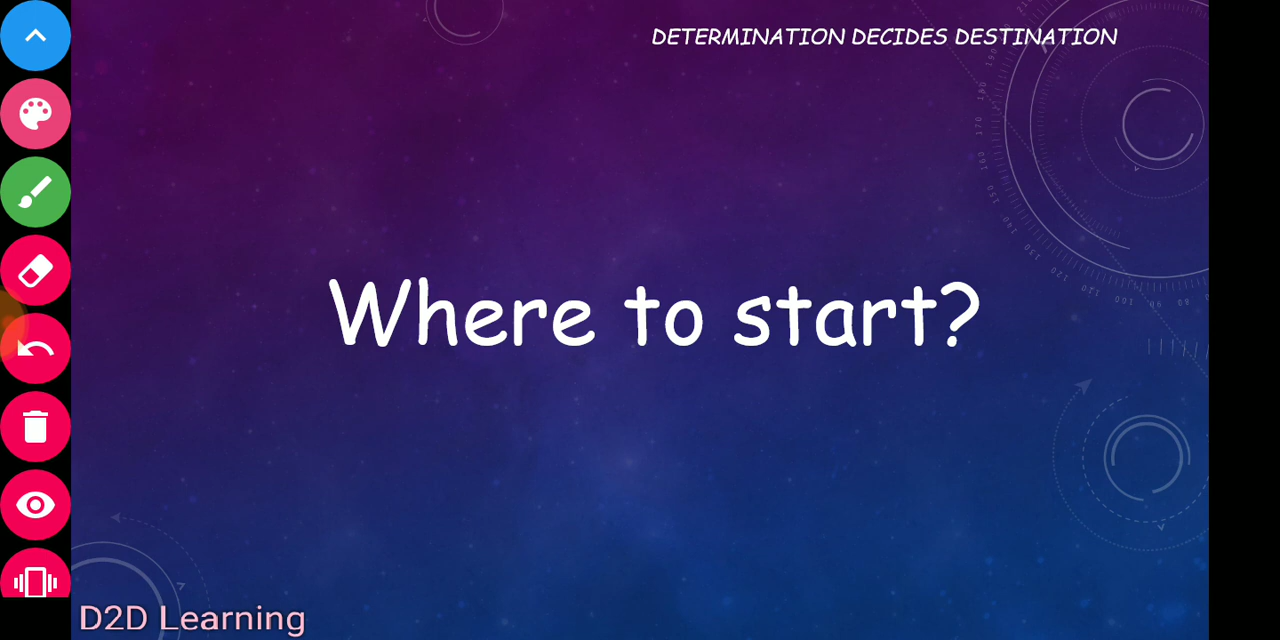 DETERMINATION DECIDES DESTINATION
Where to start?
D2D Learning